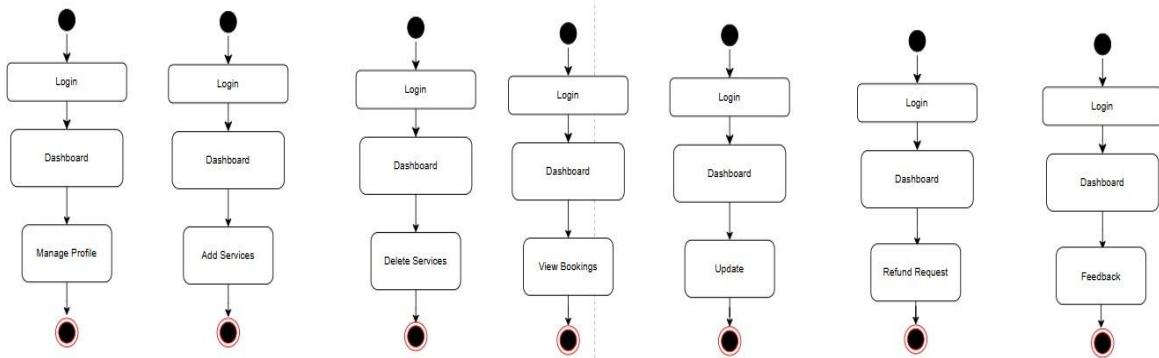 Login
Dashboard
Manage Profile
Login
Dashboard
Add Services
Login
Dashboard
Delete Services
Login
Dashboard
View Bookings
Login
Dashboard
Update
Login
Dashboard
Refund Request
Login
Dashboard
Feedback